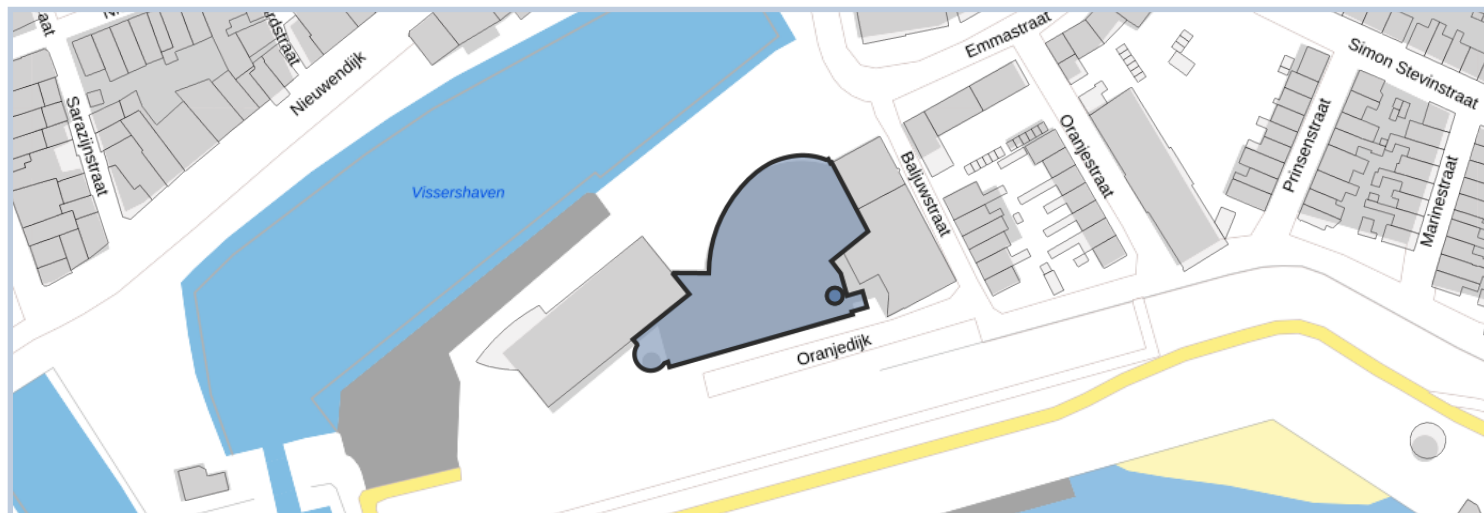 Nieuwendijk
Sarazijnstraat
Vissershaven
Emmastraat
Simon Stevinstraat
Baljuwstraat
Oranjestraat
Prinsenstraat
Marinestraat
Oranjedijk